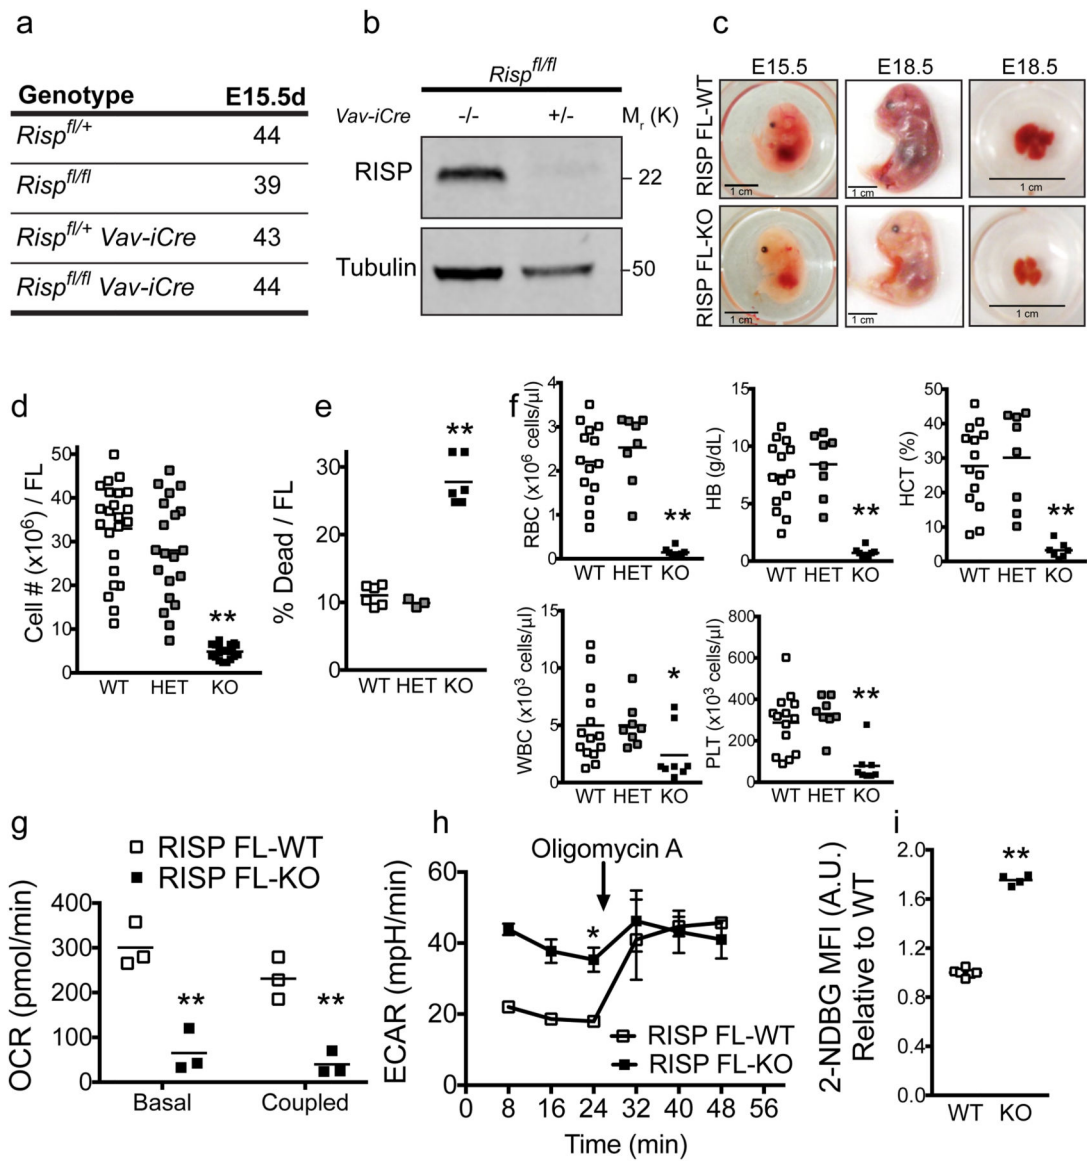 a
Genotype E15.5d
Risp^fl/+ 44
Risp^fl/fl 39
Risp^fl/+ Vav-iCre 43
Risp^fl/fl Vav-iCre 44
b
Risp^fl/fl
Vav-iCre -/- +/- Mr (K)
RISP 22
Tubulin 50
c
E15.5 E18.5 E18.5
RISP FL-WT
1 cm 1 cm 1 cm
RISP FL-KO
1 cm 1 cm 1 cm
d
Cell # (x10^6) / FL
50
40
30
20
10
0
**
WT HET KO
e
% Dead / FL
30
20
10
0
**
WT HET KO
f
RBC (x10^6 cells/µl)
4
3
2
1
0
**
WT HET KO
HB (g/dL)
15
10
5
0
**
WT HET KO
HCT (%)
50
40
30
20
10
0
**
WT HET KO
WBC (x10^3 cells/µl)
15
10
5
0
*
WT HET KO
PLT (x10^3 cells/µl)
800
600
400
200
0
**
WT HET KO
g
RISP FL-WT
RISP FL-KO
OCR (pmol/min)
400
300
200
100
0
** **
Basal Coupled
h
Oligomycin A
ECAR (mpH/min)
60
40
20
0
*
RISP FL-WT
RISP FL-KO
0 8 16 24 32 40 48 56
Time (min)
i
2-NDBG MFI (A.U.)
Relative to WT
2.0
1.6
1.2
0.8
0.4
0.0
**
WT KO